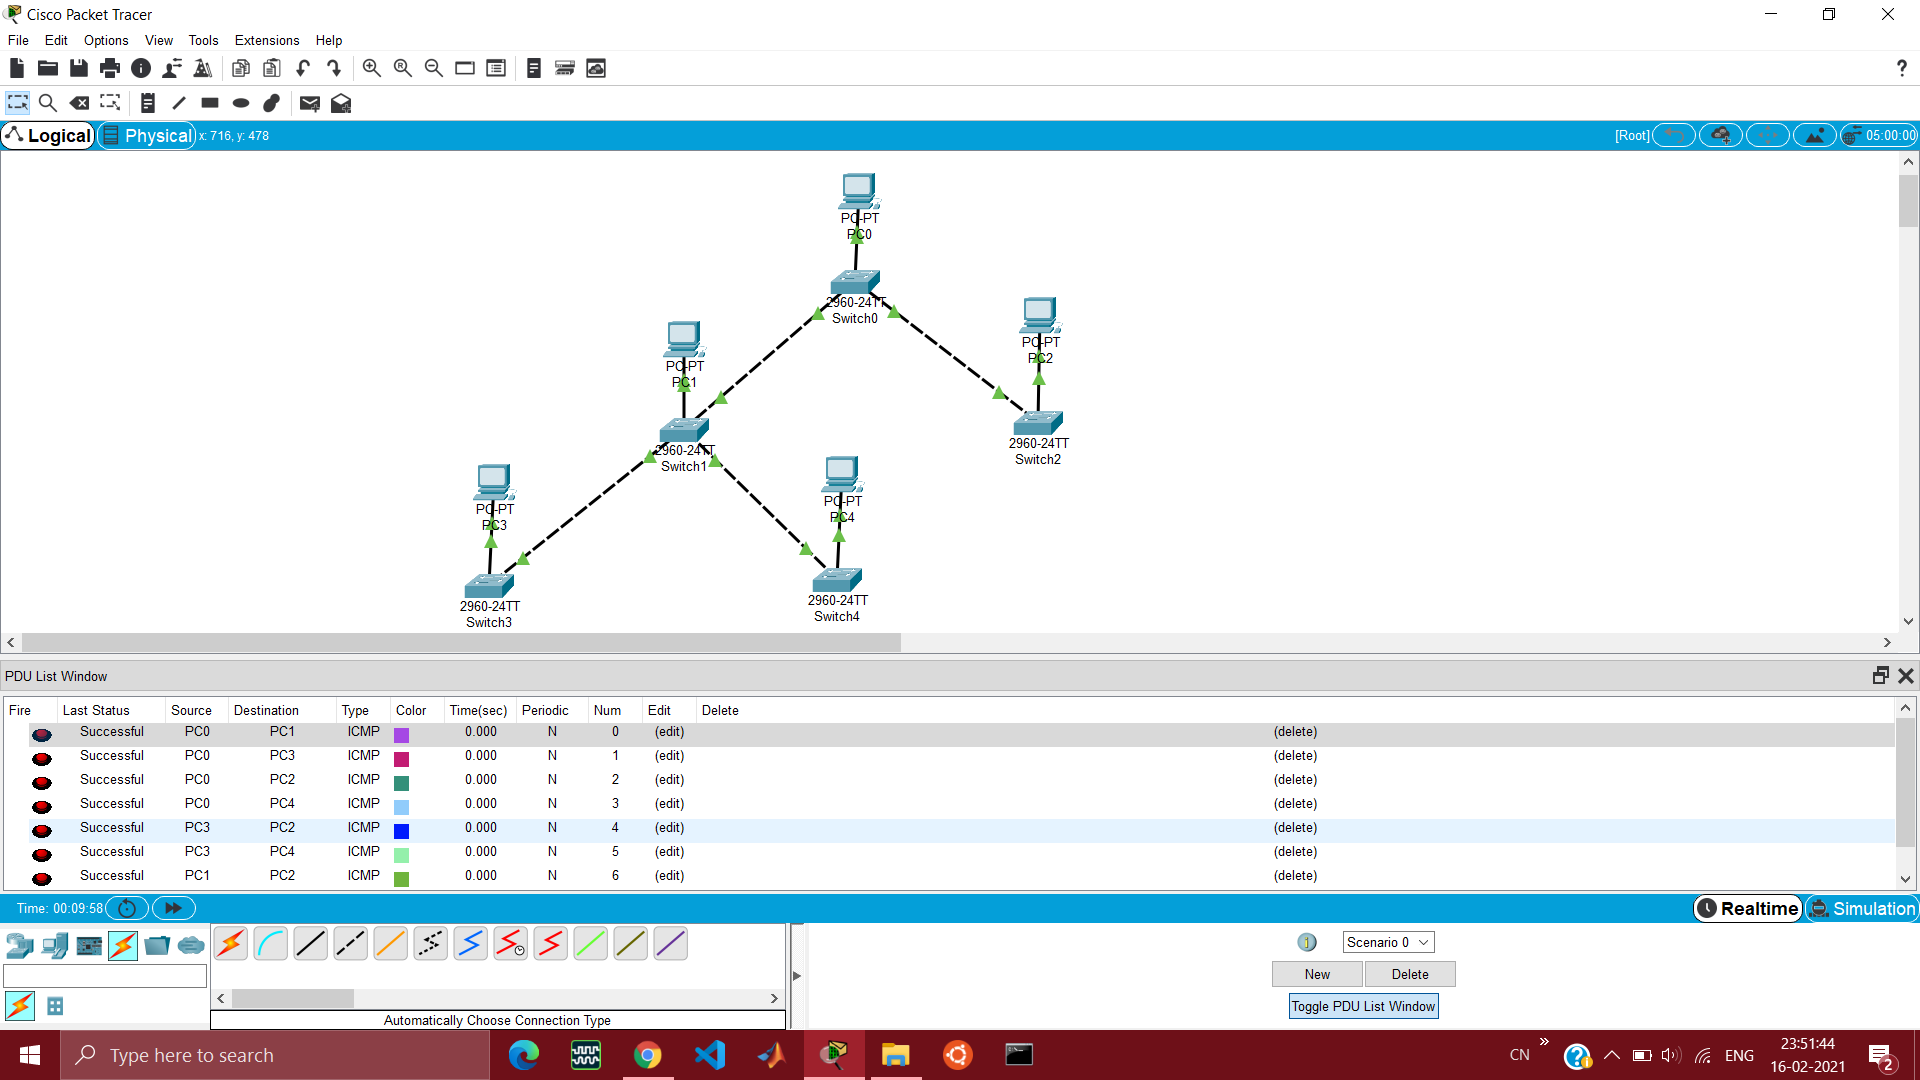 Cisco Packet Tracer
File Edit Options View Tools Extensions Help
?
Logical Physical x: 716, y: 478 [Root] 05:00:00
PC-PT
PC0
2960-24TT
Switch0
PC-PT
PC2
PC-PT
PC1
2960-24TT
Switch2
2960-24TT
Switch1
PC-PT
PC4
PC-PT
PC3
2960-24TT
Switch4
2960-24TT
Switch3
PDU List Window
Fire Last Status Source Destination Type Color Time(sec) Periodic Num Edit Delete
Successful PC0 PC1 ICMP 0.000 N 0 (edit) (delete)
Successful PC0 PC3 ICMP 0.000 N 1 (edit) (delete)
Successful PC0 PC2 ICMP 0.000 N 2 (edit) (delete)
Successful PC0 PC4 ICMP 0.000 N 3 (edit) (delete)
Successful PC3 PC2 ICMP 0.000 N 4 (edit) (delete)
Successful PC3 PC4 ICMP 0.000 N 5 (edit) (delete)
Successful PC1 PC2 ICMP 0.000 N 6 (edit) (delete)
Time: 00:09:58 Realtime Simulation
Scenario 0
New Delete
Toggle PDU List Window
Automatically Choose Connection Type
Type here to search
CN ENG 23:51:44
16-02-2021
2